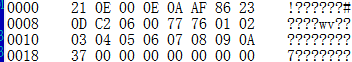 0000 21 0E 00 0E 0A AF 86 23 !??????#
0008 0D C2 06 00 77 76 01 02 ????wv??
0010 03 04 05 06 07 08 09 0A ????????
0018 37 00 00 00 00 00 00 00 7???????